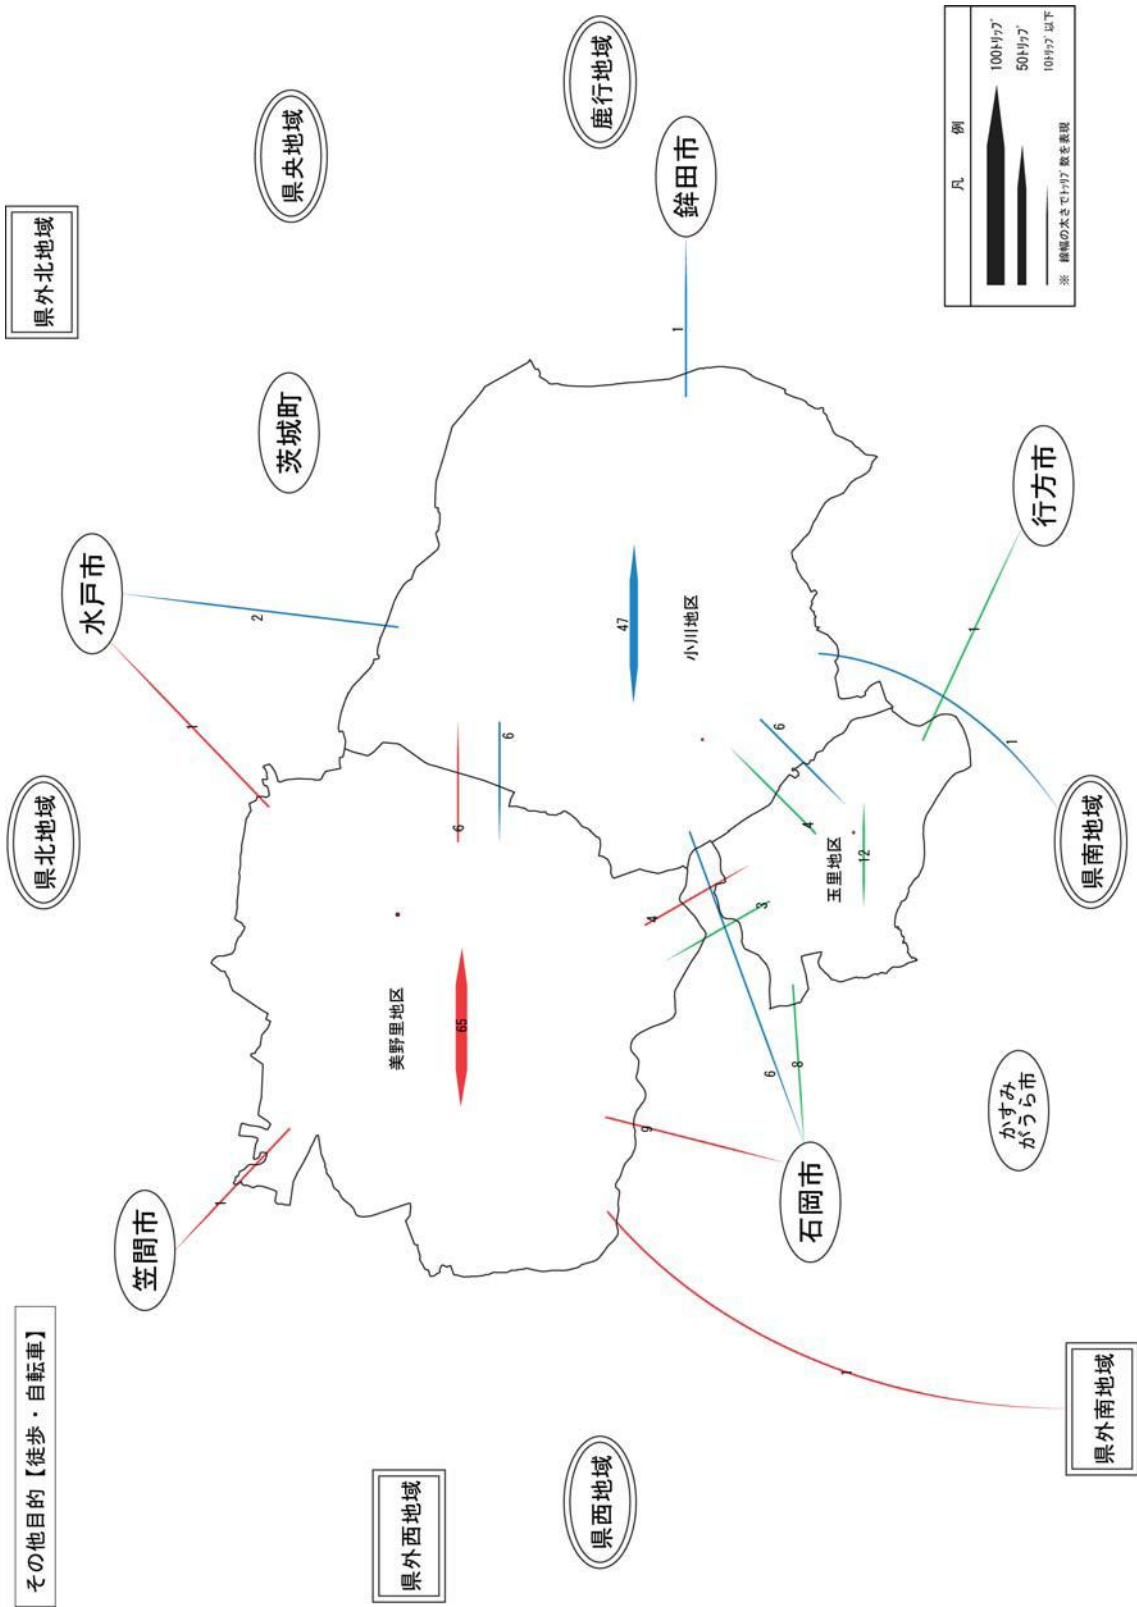 その他目的【徒歩・自転車】
県北地域
県外北地域
水戸市
笠間市
1
1
2
茨城町
県央地域
美野里地区
県外西地域
65
6
6
県西地域
鹿行地域
47
9
4
1
鉾田市
小川地区
3
6
6
8
4
石岡市
玉里地区
1
12
1
1
かすみ
がうら市
行方市
県南地域
県外南地域
凡 例
100トリップ
50トリップ
10トリップ以下
※ 線幅の太さでトリップ数を表現